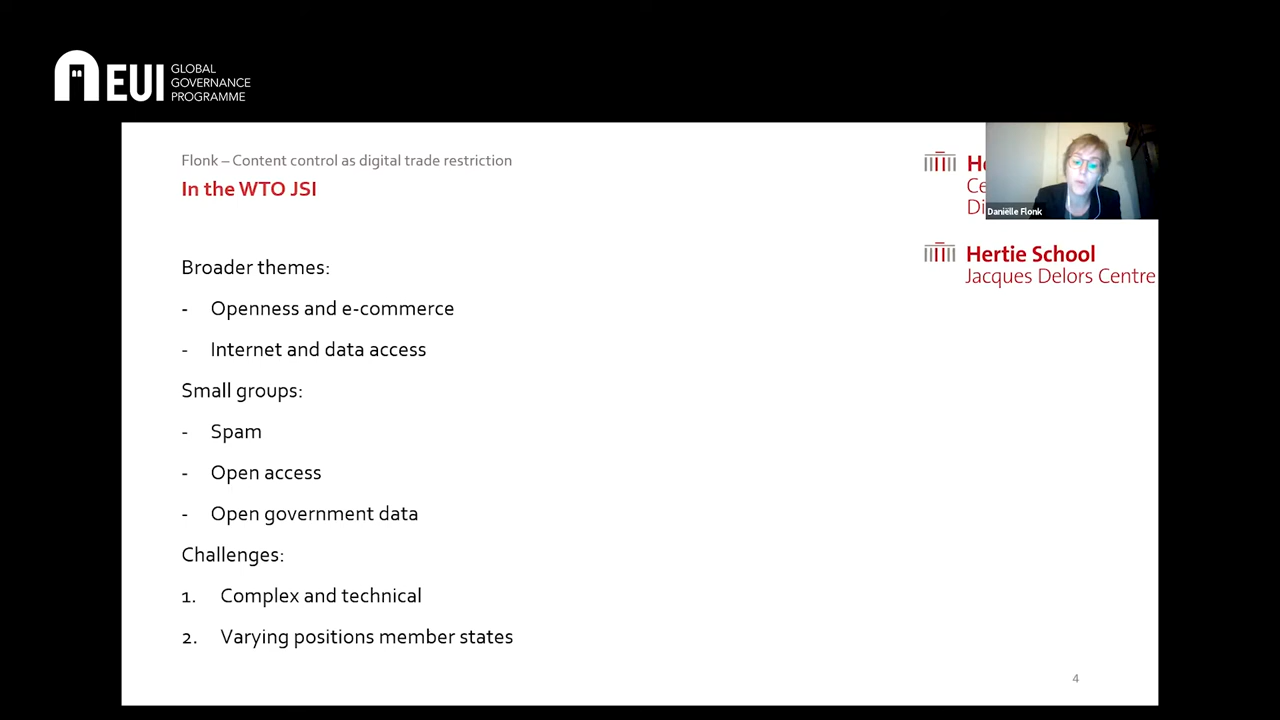 EUI GLOBAL
GOVERNANCE
PROGRAMME
Flonk – Content control as digital trade restriction
In the WTO JSI
Daniëlle Flonk
Hertie School
Jacques Delors Centre
Broader themes:
- Openness and e-commerce
- Internet and data access
Small groups:
- Spam
- Open access
- Open government data
Challenges:
1. Complex and technical
2. Varying positions member states
4